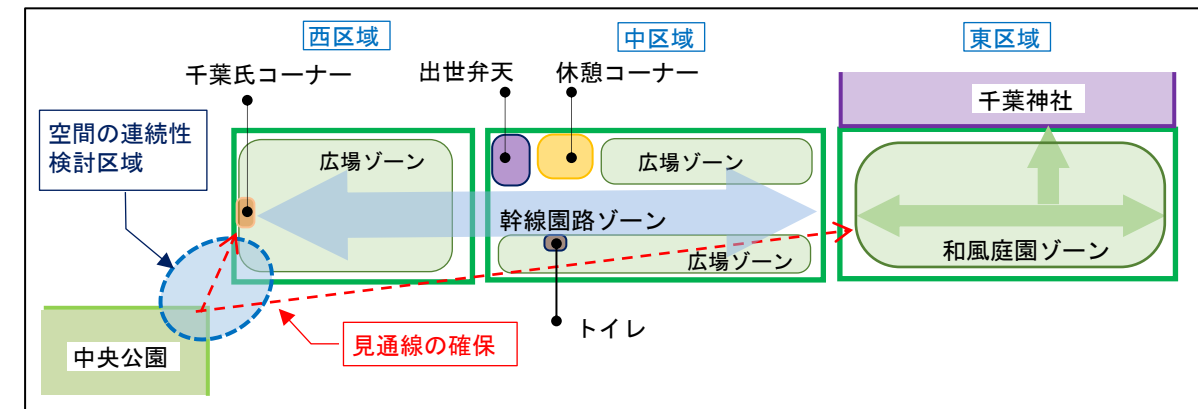 西区域
中区域
東区域
千葉氏コーナー
出世弁天
休憩コーナー
千葉神社
空間の連続性
検討区域
広場ゾーン
広場ゾーン
幹線園路ゾーン
広場ゾーン
和風庭園ゾーン
トイレ
見通線の確保
中央公園